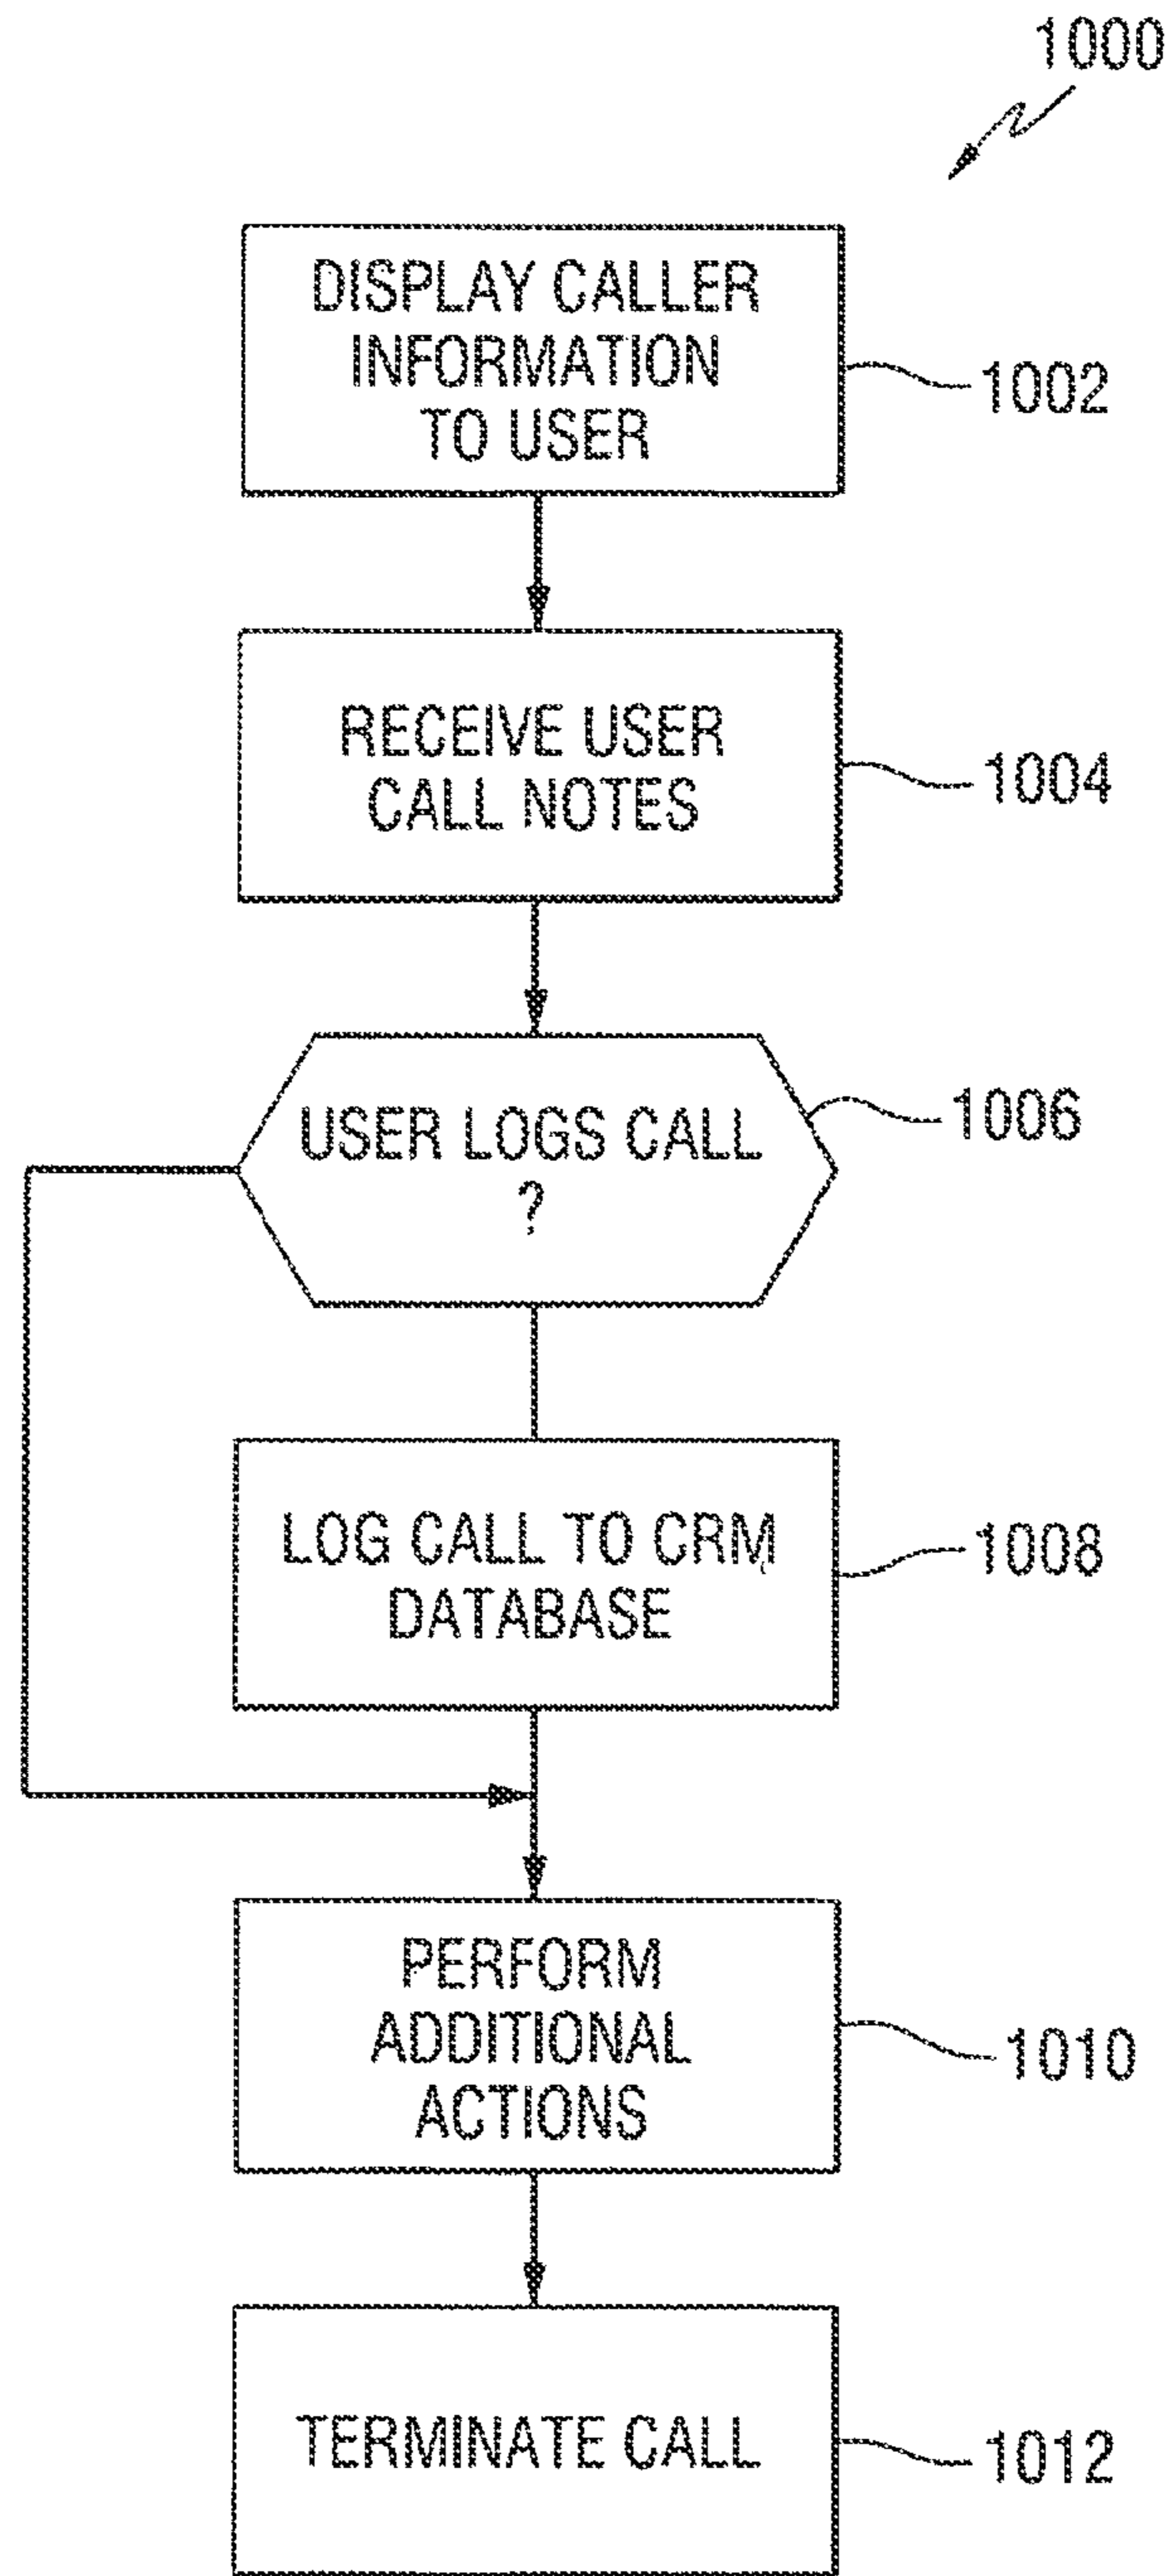 1000
DISPLAY CALLER
INFORMATION
TO USER
1002
RECEIVE USER
CALL NOTES
1004
USER LOGS CALL
?
1006
LOG CALL TO CRM
DATABASE
1008
PERFORM
ADDITIONAL
ACTIONS
1010
TERMINATE CALL
1012